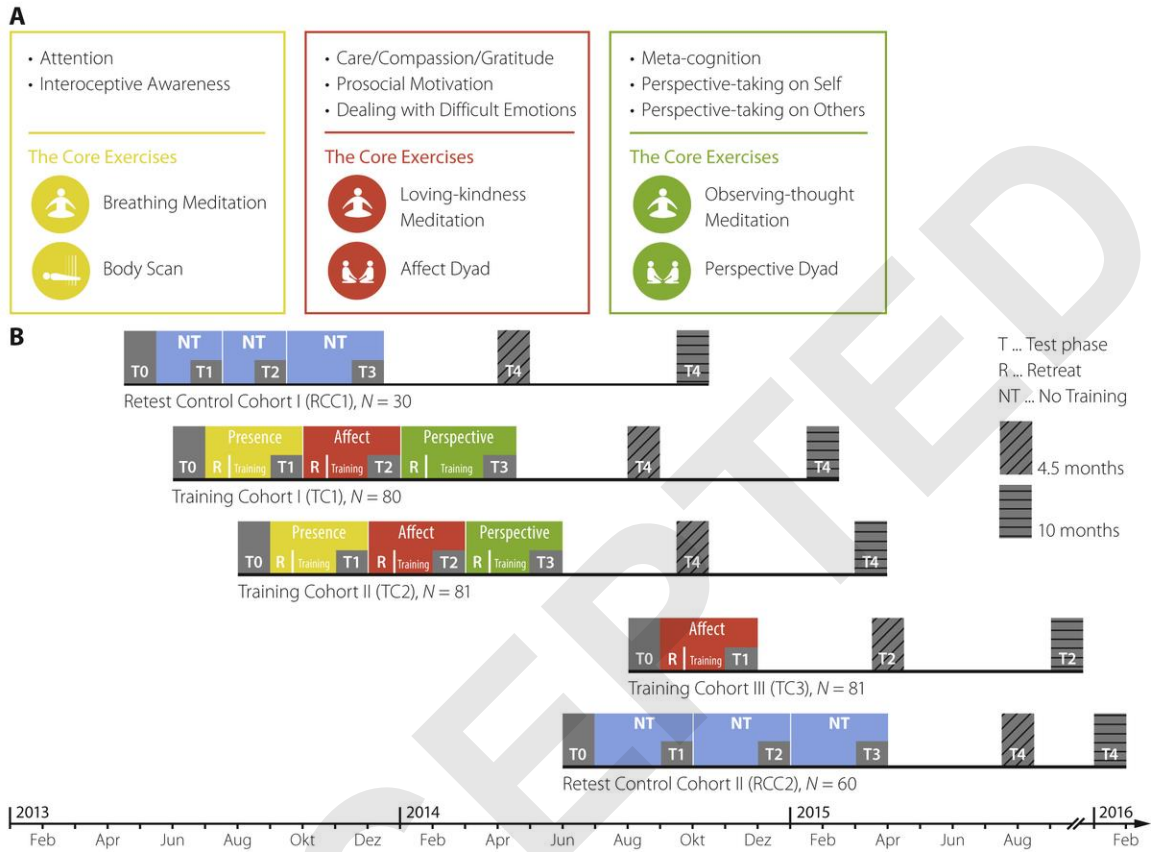 A
• Attention
• Interoceptive Awareness
The Core Exercises
Breathing Meditation
Body Scan
• Care/Compassion/Gratitude
• Prosocial Motivation
• Dealing with Difficult Emotions
The Core Exercises
Loving-kindness
Meditation
Affect Dyad
• Meta-cognition
• Perspective-taking on Self
• Perspective-taking on Others
The Core Exercises
Observing-thought
Meditation
Perspective Dyad
B
NT NT NT
T0 T1 T2 T3 T4 T4
Retest Control Cohort I (RCC1), N = 30
T ... Test phase
R ... Retreat
NT ... No Training
4.5 months
10 months
Presence Affect Perspective
T0 R Training T1 R Training T2 R Training T3 T4 T4
Training Cohort I (TC1), N = 80
Presence Affect Perspective
T0 R Training T1 R Training T2 R Training T3 T4 T4
Training Cohort II (TC2), N = 81
Affect
T0 R Training T1 T2 T2
Training Cohort III (TC3), N = 81
NT NT NT
T0 T1 T2 T3 T4 T4
Retest Control Cohort II (RCC2), N = 60
2013 2014 2015 2016
Feb Apr Jun Aug Okt Dez Feb Apr Jun Aug Okt Dez Feb Apr Jun Aug Feb
CEPTED